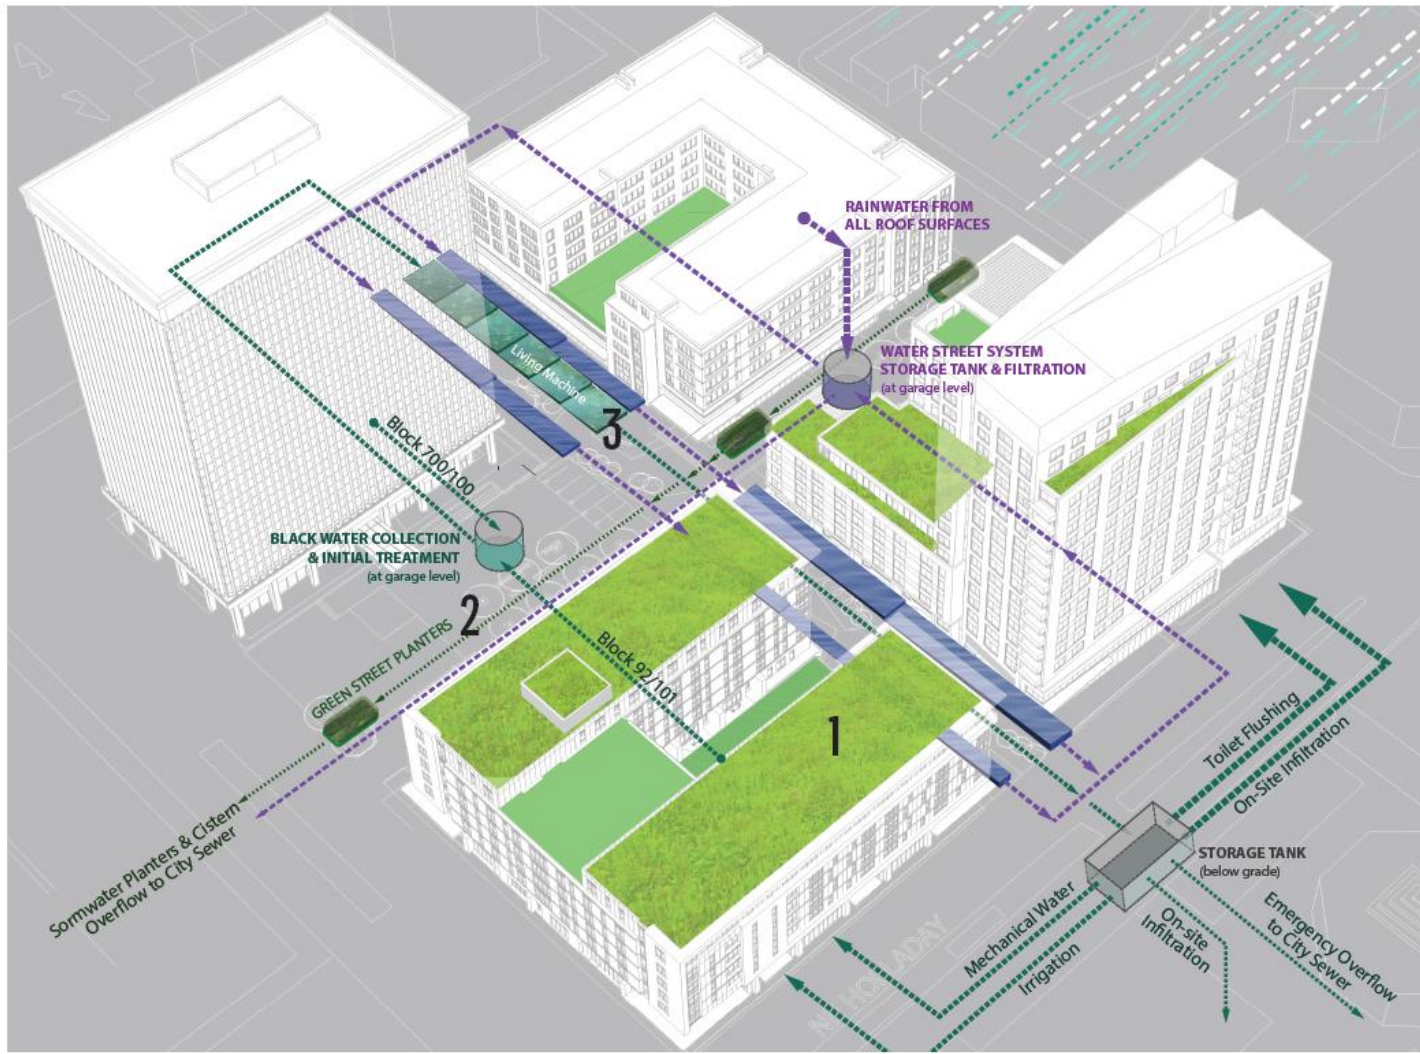 RAINWATER FROM
ALL ROOF SURFACES
WATER STREET SYSTEM
STORAGE TANK & FILTRATION
(at garage level)
Living Machine
3
Block 700/100
BLACK WATER COLLECTION
& INITIAL TREATMENT
(at garage level)
2
GREEN STREET PLANTERS
Block 92/101
1
Toilet Flushing
On-Site Infiltration
Sormwater Planters & Cistern
Overflow to City Sewer
STORAGE TANK
(below grade)
Mechanical Water
Irrigation
On-site
Infiltration
Emergency Overflow
to City Sewer